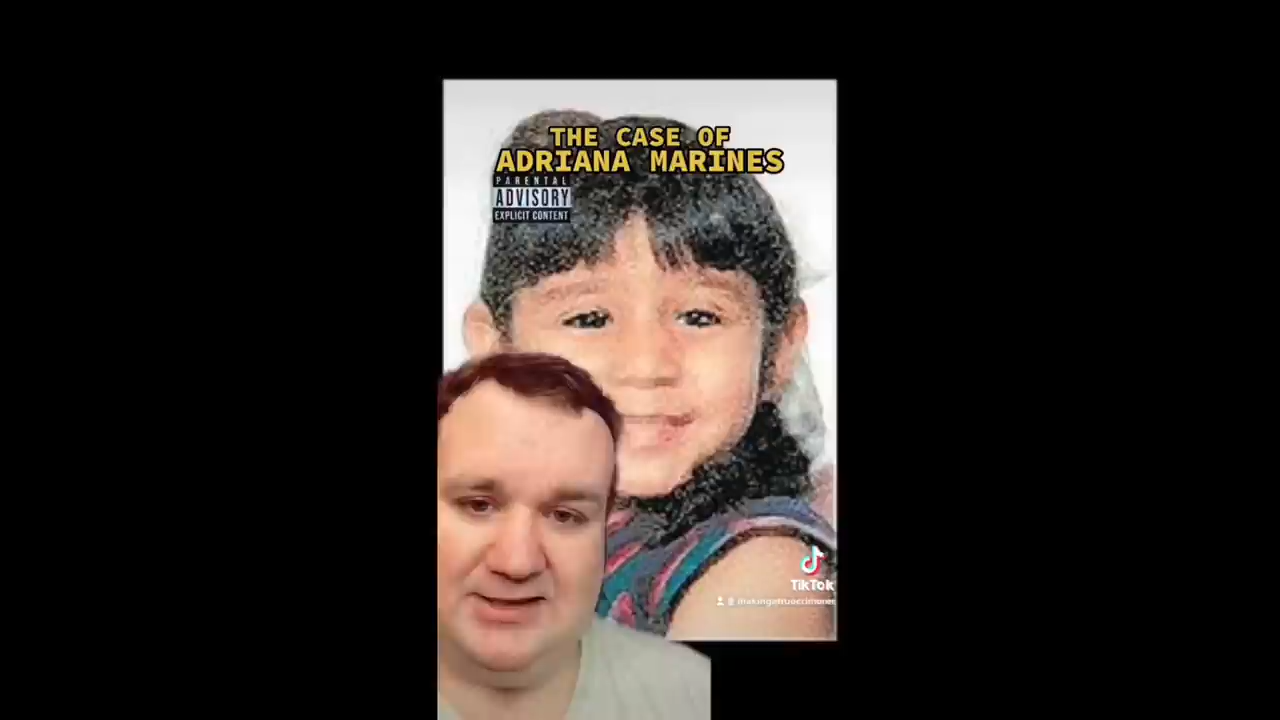 THE CASE OF
ADRIANA MARINES
PARENTAL
ADVISORY
EXPLICIT CONTENT
TikTok